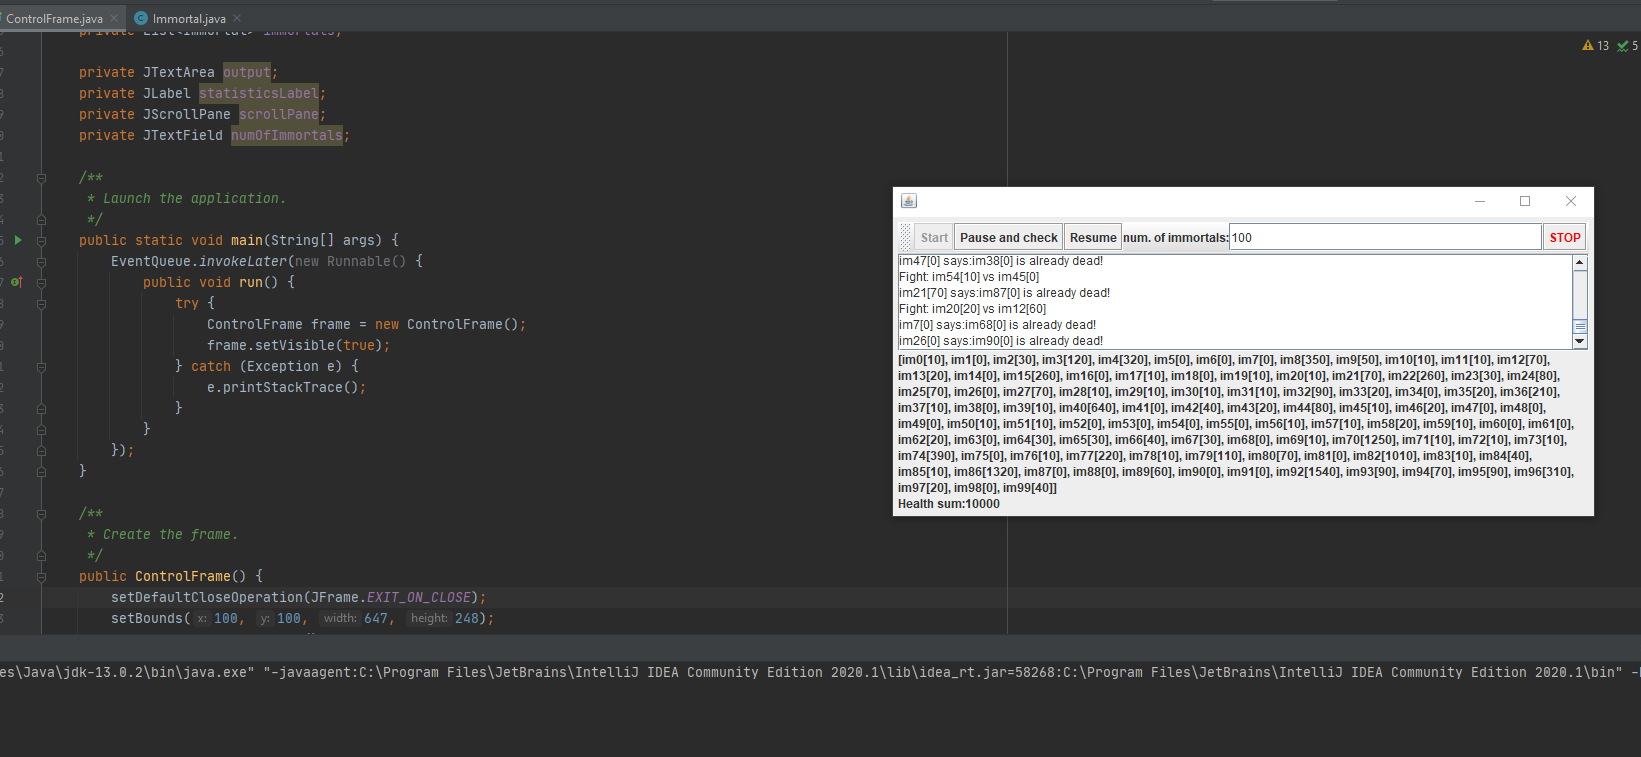 ControlFrame.java
Immortal.java
13
5
private List<Immortal> immortals;
private JTextArea output;
private JLabel statisticsLabel;
private JScrollPane scrollPane;
private JTextField numOfImmortals;
/**
* Launch the application.
*/
public static void main(String[] args) {
EventQueue.invokeLater(new Runnable() {
public void run() {
try {
ControlFrame frame = new ControlFrame();
frame.setVisible(true);
} catch (Exception e) {
e.printStackTrace();
}
}
});
}
/**
* Create the frame.
*/
public ControlFrame() {
setDefaultCloseOperation(JFrame.EXIT_ON_CLOSE);
setBounds( x: 100, y: 100, width: 647, height: 248);
Start Pause and check Resume num. of immortals: 100 STOP
im47[0] says:im38[0] is already dead!
Fight: im54[10] vs im45[0]
im21[70] says:im87[0] is already dead!
Fight: im20[20] vs im12[60]
im7[0] says:im68[0] is already dead!
im26[0] says:im90[0] is already dead!
[im0[10], im1[0], im2[30], im3[120], im4[320], im5[0], im6[0], im7[0], im8[350], im9[50], im10[10], im11[10], im12[70],
im13[20], im14[0], im15[260], im16[0], im17[10], im18[0], im19[10], im20[10], im21[70], im22[260], im23[30], im24[80],
im25[70], im26[0], im27[70], im28[10], im29[10], im30[10], im31[10], im32[90], im33[20], im34[0], im35[20], im36[210],
im37[10], im38[0], im39[10], im40[640], im41[0], im42[40], im43[20], im44[80], im45[10], im46[20], im47[0], im48[0],
im49[0], im50[10], im51[10], im52[0], im53[0], im54[0], im55[0], im56[10], im57[10], im58[20], im59[10], im60[0], im61[0],
im62[20], im63[0], im64[30], im65[30], im66[40], im67[30], im68[0], im69[10], im70[1250], im71[10], im72[10], im73[10],
im74[390], im75[0], im76[10], im77[220], im78[10], im79[110], im80[70], im81[0], im82[1010], im83[10], im84[40],
im85[10], im86[1320], im87[0], im88[0], im89[60], im90[0], im91[0], im92[1540], im93[90], im94[70], im95[90], im96[310],
im97[20], im98[0], im99[40]]
Health sum:10000
es\Java\jdk-13.0.2\bin\java.exe" "-javaagent:C:\Program Files\JetBrains\IntelliJ IDEA Community Edition 2020.1\lib\idea_rt.jar=58268:C:\Program Files\JetBrains\IntelliJ IDEA Community Edition 2020.1\bin"